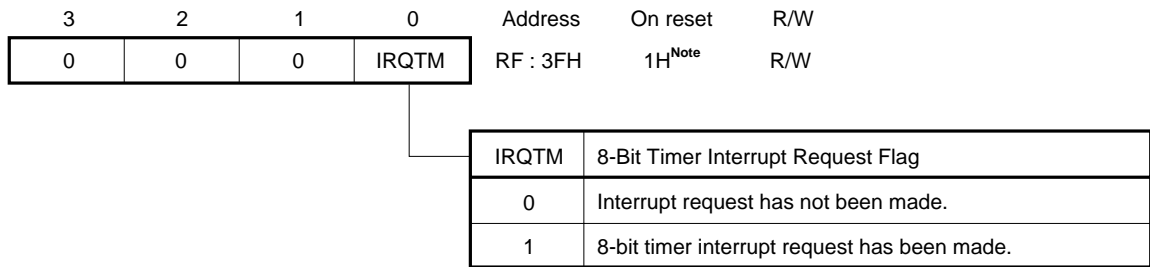 3 2 1 0 Address On reset R/W
0 0 0 IRQTM RF : 3FH 1HNote R/W
IRQTM 8-Bit Timer Interrupt Request Flag
0 Interrupt request has not been made.
1 8-bit timer interrupt request has been made.